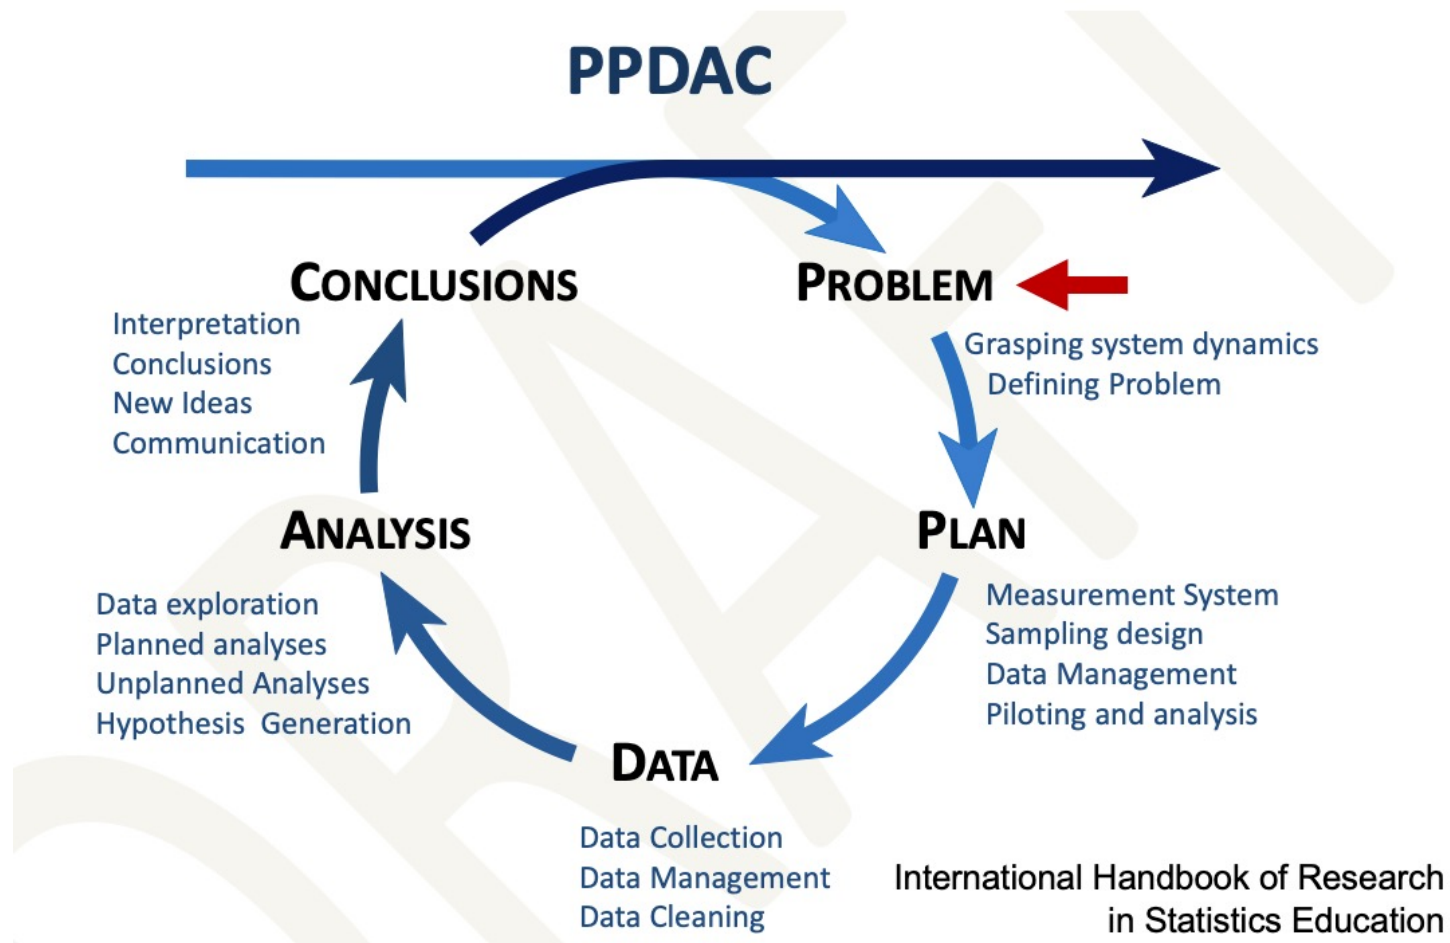 PPDAC
CONCLUSIONS
Interpretation
Conclusions
New Ideas
Communication
PROBLEM
Grasping system dynamics
Defining Problem
PLAN
Measurement System
Sampling design
Data Management
Piloting and analysis
DATA
Data Collection
Data Management
Data Cleaning
ANALYSIS
Data exploration
Planned analyses
Unplanned Analyses
Hypothesis Generation
International Handbook of Research
in Statistics Education
DRAFT